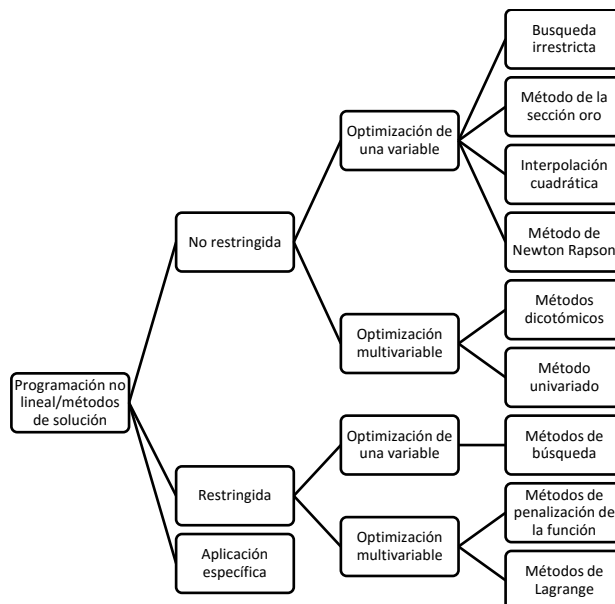 Programación no
lineal/métodos
de solución
No restringida
Optimización de
una variable
Busqueda
irrestricta
Método de la
sección oro
Interpolación
cuadrática
Método de
Newton Rapson
Optimización
multivariable
Métodos
dicotómicos
Método
univariado
Restringida
Optimización de
una variable
Métodos de
búsqueda
Optimización
multivariable
Métodos de
penalización de
la función
Métodos de
Lagrange
Aplicación
específica